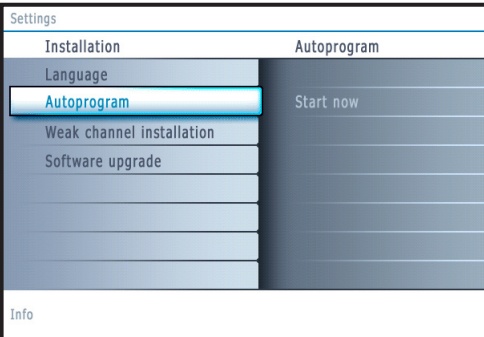 Settings
Installation
Autoprogram
Language
Autoprogram
Start now
Weak channel installation
Software upgrade
Info